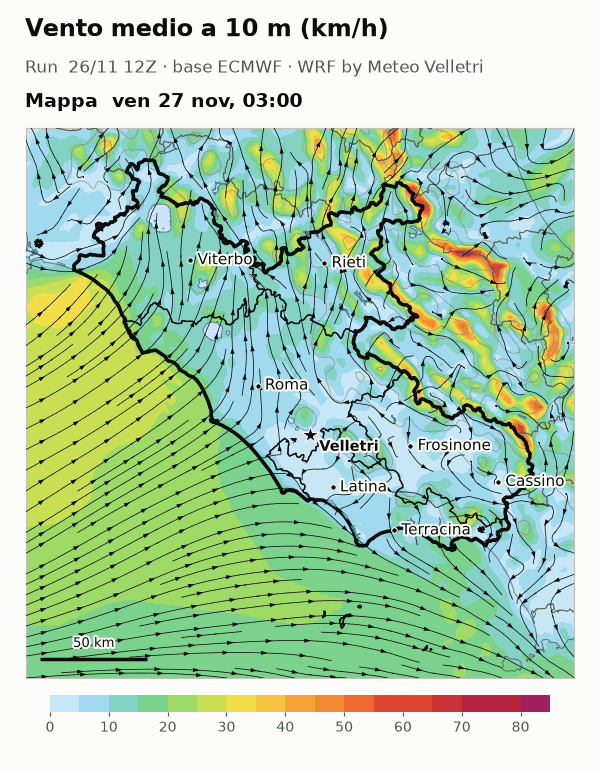 Vento medio a 10 m (km/h)
Run  26/11 12Z · base ECMWF · WRF by Meteo Velletri
Mappa  ven 27 nov, 03:00
Viterbo
Rieti
Roma
Velletri
Frosinone
Cassino
Latina
Terracina
50 km
0 10 20 30 40 50 60 70 80